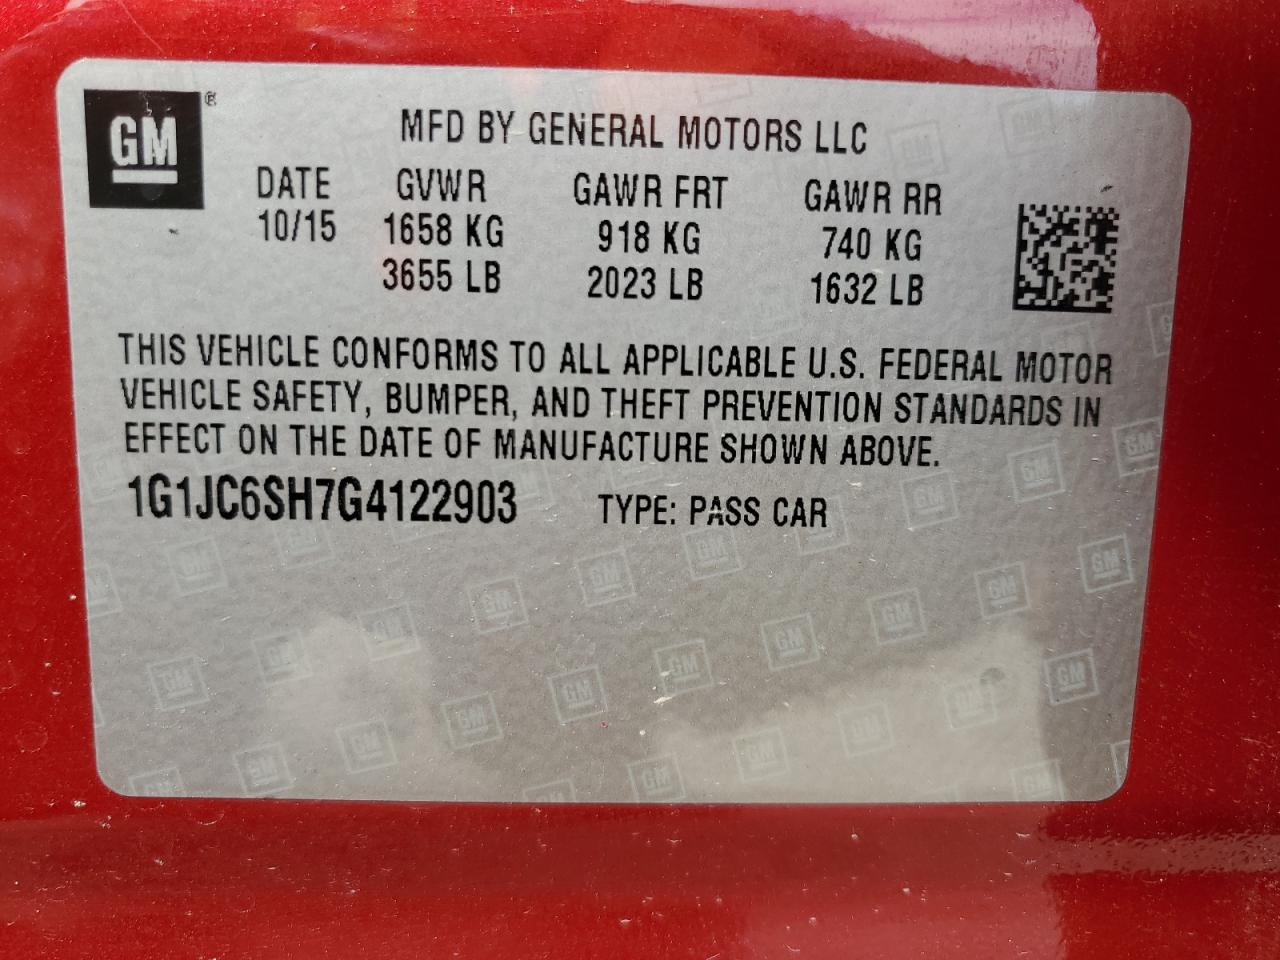 GM ®
MFD BY GENERAL MOTORS LLC
DATE GVWR GAWR FRT GAWR RR
10/15 1658 KG 918 KG 740 KG
3655 LB 2023 LB 1632 LB
THIS VEHICLE CONFORMS TO ALL APPLICABLE U.S. FEDERAL MOTOR
VEHICLE SAFETY, BUMPER, AND THEFT PREVENTION STANDARDS IN
EFFECT ON THE DATE OF MANUFACTURE SHOWN ABOVE.
1G1JC6SH7G4122903 TYPE: PASS CAR